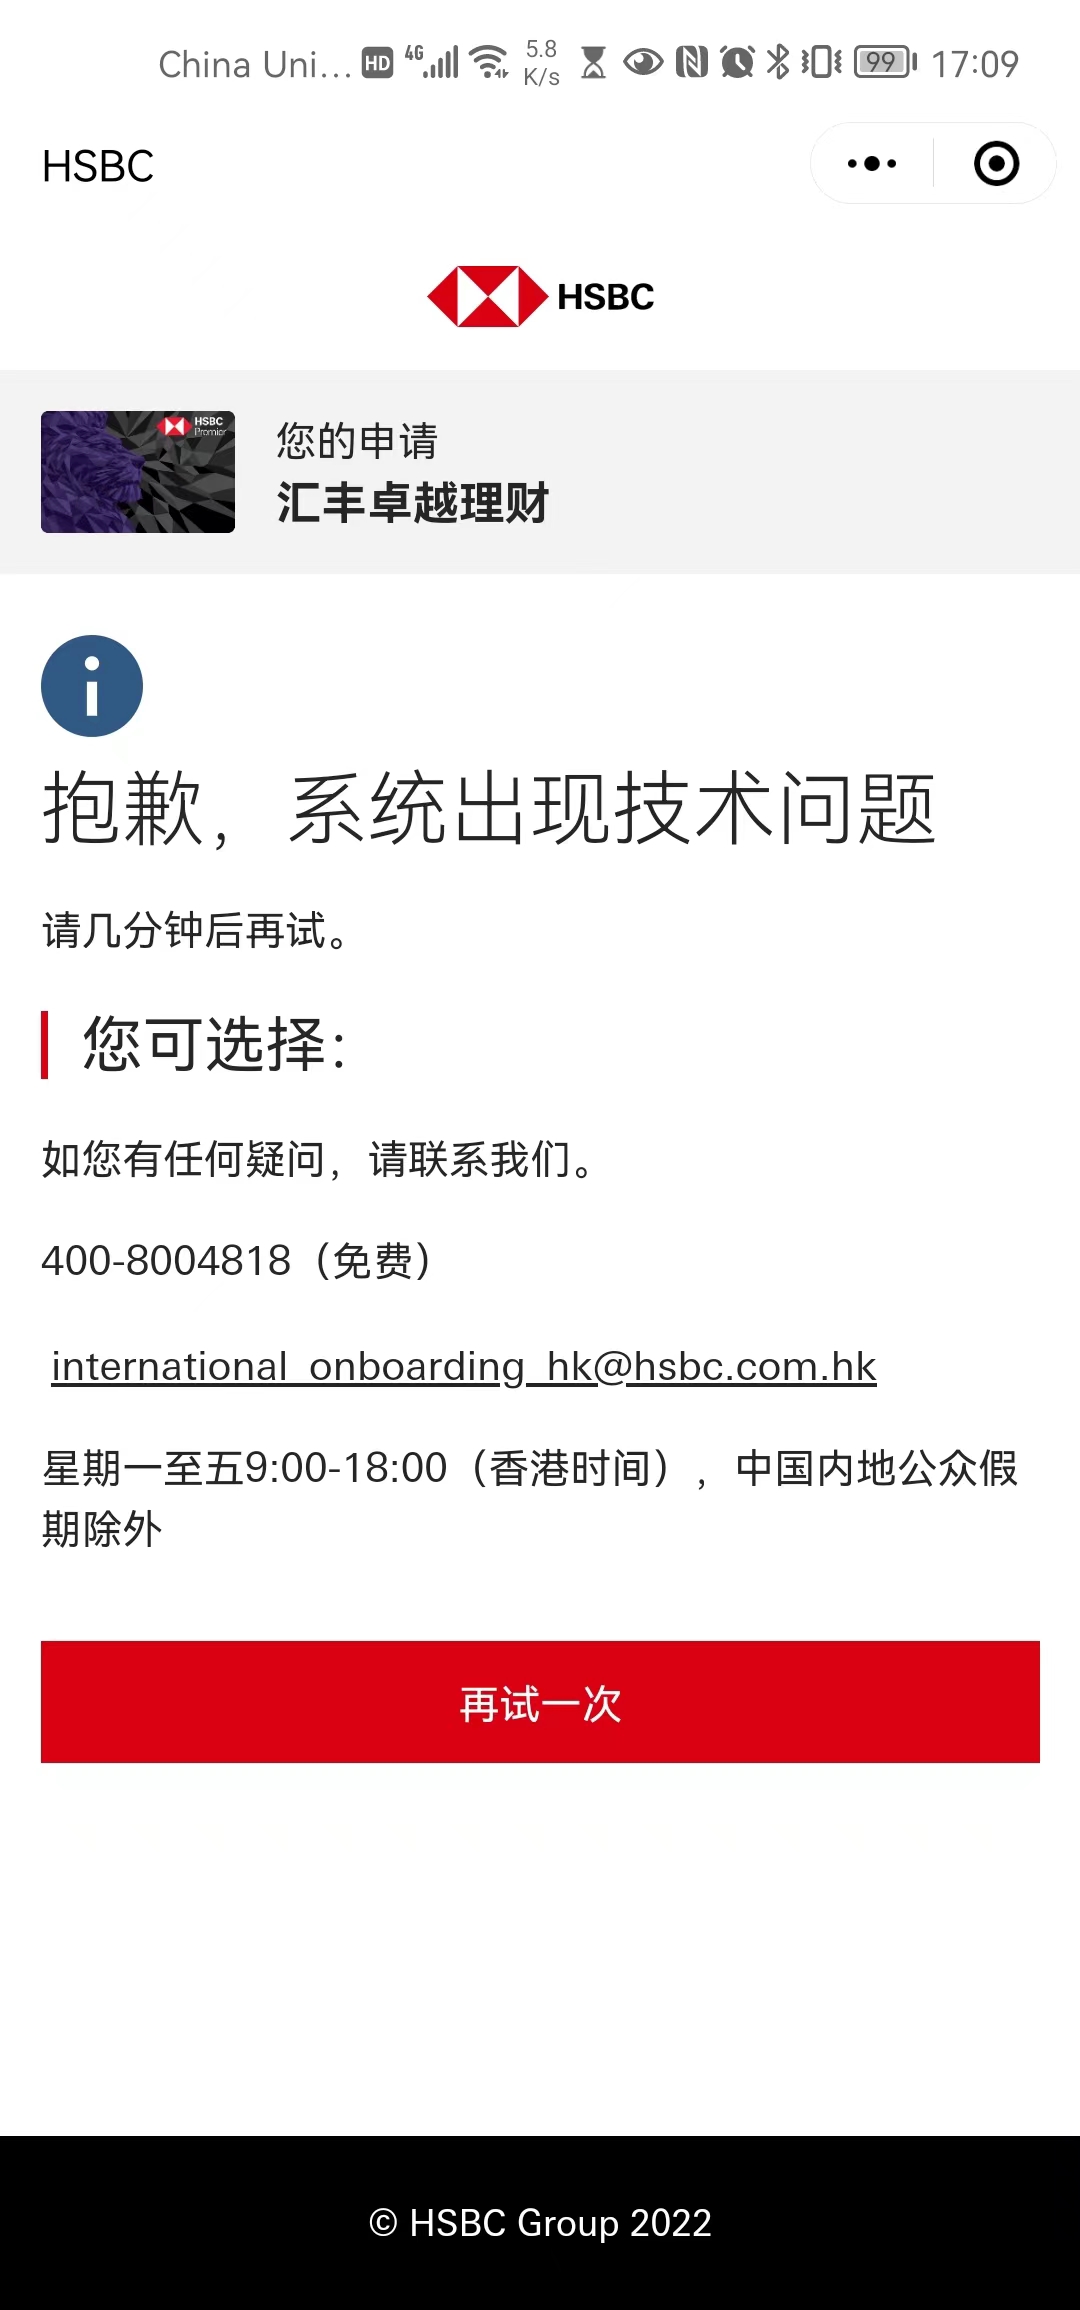 China Uni... HD 4G 5.8 K/s 99 17:09
HSBC
HSBC
HSBC
Premier
您的申请
汇丰卓越理财
抱歉，系统出现技术问题
请几分钟后再试。
您可选择：
如您有任何疑问，请联系我们。
400-8004818（免费）
international_onboarding_hk@hsbc.com.hk
星期一至五9:00-18:00（香港时间），中国内地公众假
期除外
再试一次
© HSBC Group 2022